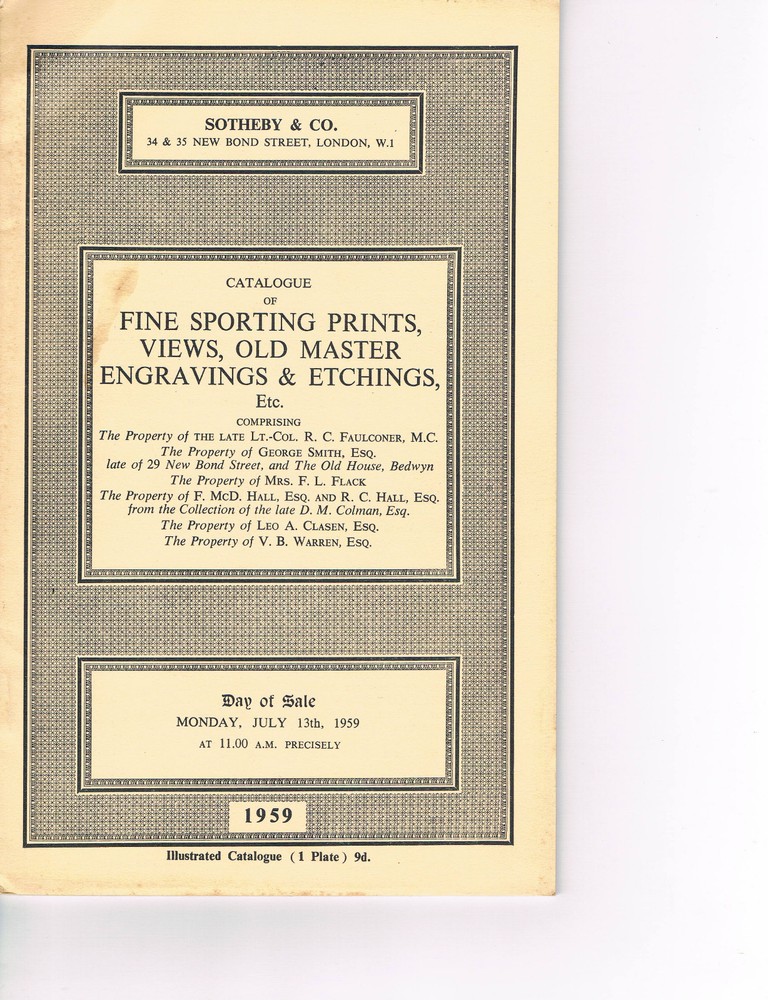 SOTHEBY & CO.
34 & 35 NEW BOND STREET, LONDON, W.1
CATALOGUE
OF
FINE SPORTING PRINTS,
VIEWS, OLD MASTER
ENGRAVINGS & ETCHINGS,
Etc.
COMPRISING
The Property of THE LATE LT.-COL. R. C. FAULCONER, M.C.
The Property of GEORGE SMITH, ESQ.
late of 29 New Bond Street, and The Old House, Bedwyn
The Property of MRS. F. L. FLACK
The Property of F. McD. HALL, ESQ. AND R. C. HALL, ESQ.
from the Collection of the late D. M. Colman, Esq.
The Property of LEO A. CLASEN, ESQ.
The Property of V. B. WARREN, ESQ.
Day of Sale
MONDAY, JULY 13th, 1959
AT 11.00 A.M. PRECISELY
1959
Illustrated Catalogue ( 1 Plate ) 9d.